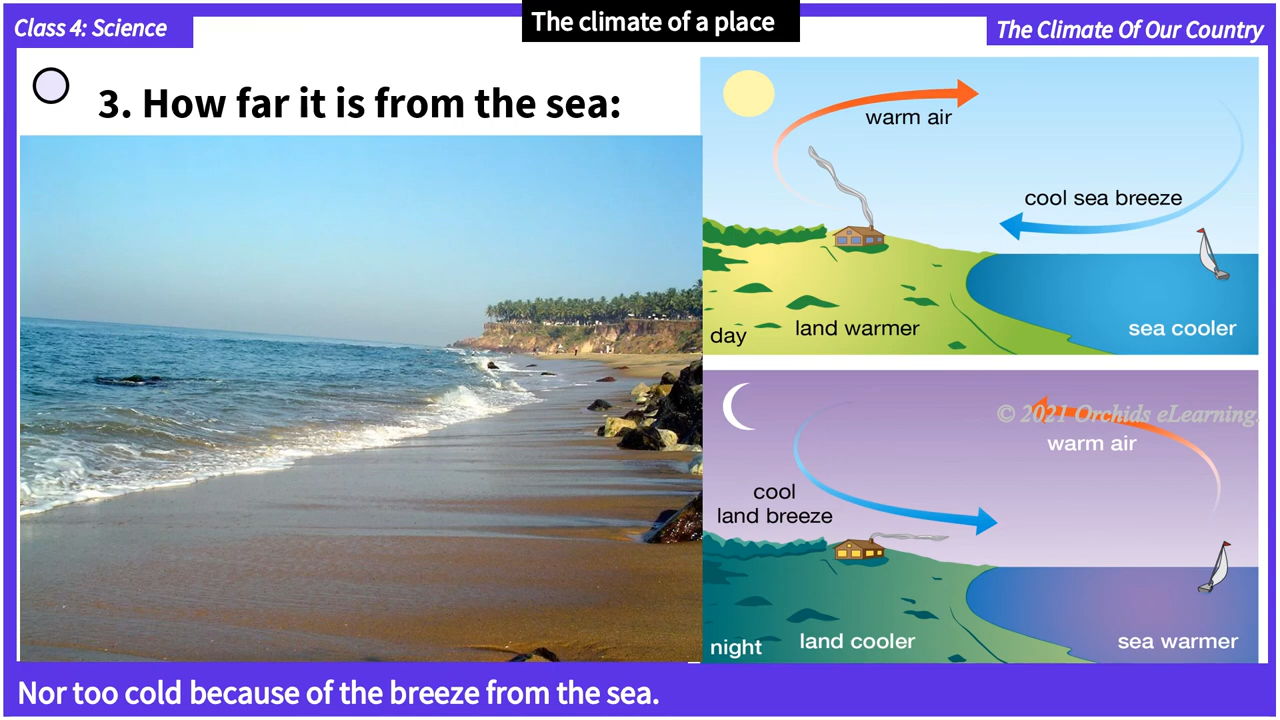 Class 4: Science
The climate of a place
The Climate Of Our Country
3. How far it is from the sea:
warm air
cool sea breeze
day
land warmer
sea cooler
© 2021 Orchids eLearning.
warm air
cool
land breeze
night
land cooler
sea warmer
Nor too cold because of the breeze from the sea.